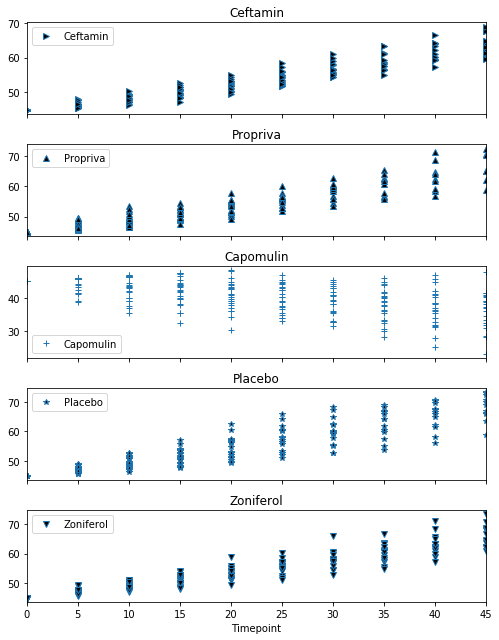 Ceftamin
70
60
50
Ceftamin
Propriva
70
60
50
Propriva
Capomulin
40
30
Capomulin
Placebo
70
60
50
Placebo
Zoniferol
70
60
50
Zoniferol
0 5 10 15 20 25 30 35 40 45
Timepoint